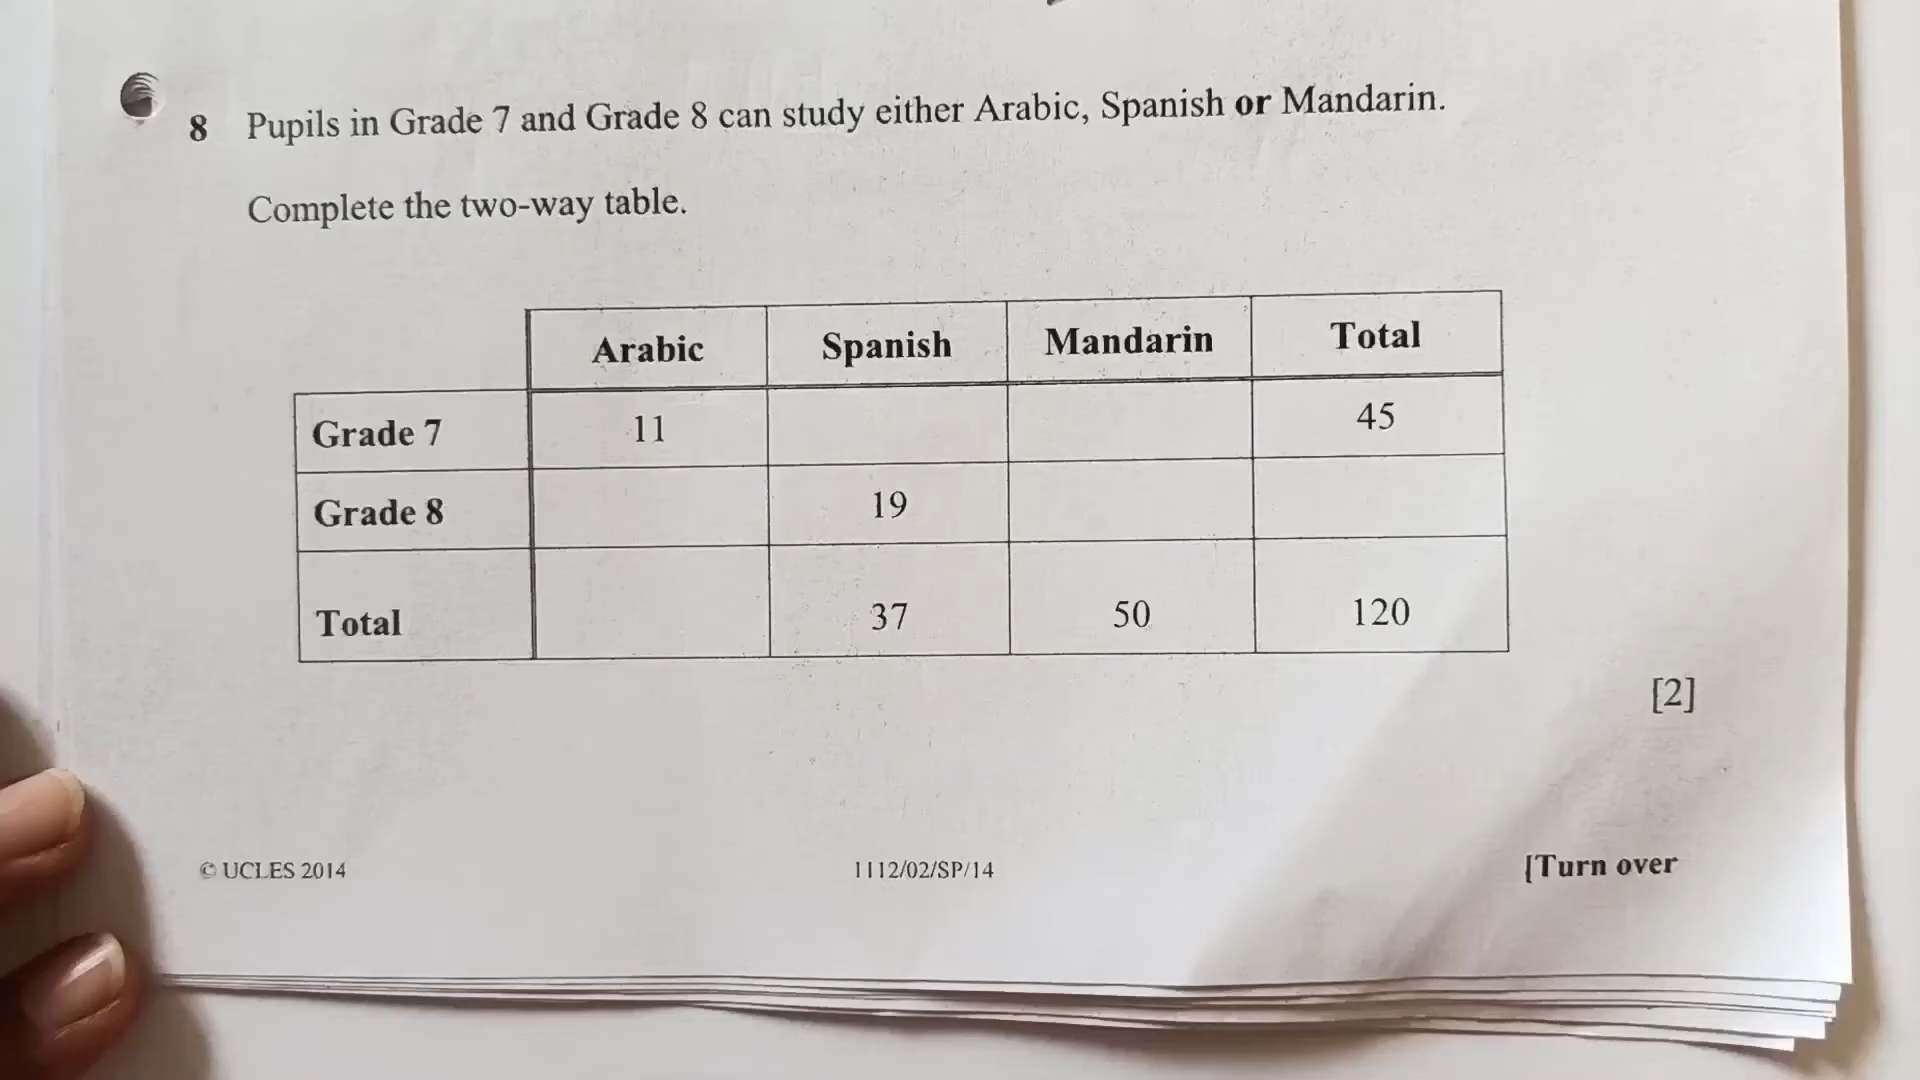 8 Pupils in Grade 7 and Grade 8 can study either Arabic, Spanish or Mandarin.
Complete the two-way table.
Arabic Spanish Mandarin Total
Grade 7 11 45
Grade 8 19
Total 37 50 120
[2]
© UCLES 2014 1112/02/SP/14 [Turn over